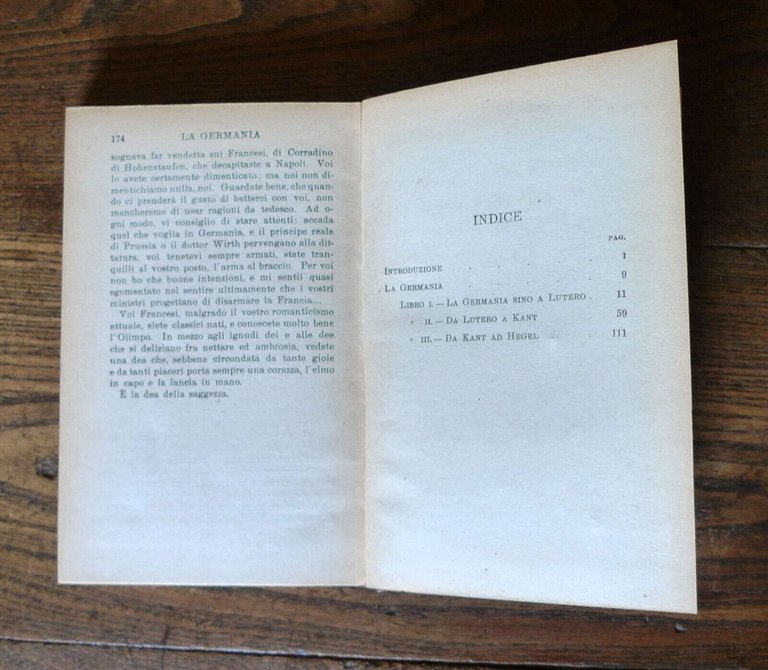 174 LA GERMANIA
sognava far vendetta sui Francesi, di Corradino
di Hohenstaufen, che decapitaste a Napoli. Voi
lo avete certamente dimenticato; ma noi non di-
mentichiamo nulla, noi. Guardate bene, che quan-
do ci prenderà il gusto di batterci con voi, non
mancheremo di usar ragioni da tedesco. Ad o-
gni modo, vi consiglio di stare attenti; accada
quel che voglia in Germania, e il principe reale
di Prussia o il dottor Wirth pervengano alla dit-
tatura, voi tenetevi sempre armati, state tran-
quilli al vostro posto, l'arma al braccio. Per voi
non ho che buone intenzioni, e mi sentii quasi
sgomentato nel sentire ultimamente che i vostri
ministri progettano di disarmare la Francia....
Voi Francesi, malgrado il vostro romanticismo
attuale, siete classici nati, e conoscete molto bene
l'Olimpo. In mezzo agli ignudi dei e alle dee
che si deliziano fra nettare ed ambrosia, vedete
una dea che, sebbene circondata da tante gioie
e da tanti piaceri porta sempre una corazza, l'elmo
in capo e la lancia in mano.
È la dea della saggezza.
INDICE
PAG.
INTRODUZIONE . . . . . I
LA GERMANIA . . . . . 9
LIBRO I. — LA GERMANIA SINO A LUTERO . 11
» II. — DA LUTERO A KANT . . 59
» III. — DA KANT AD HEGEL . . 111